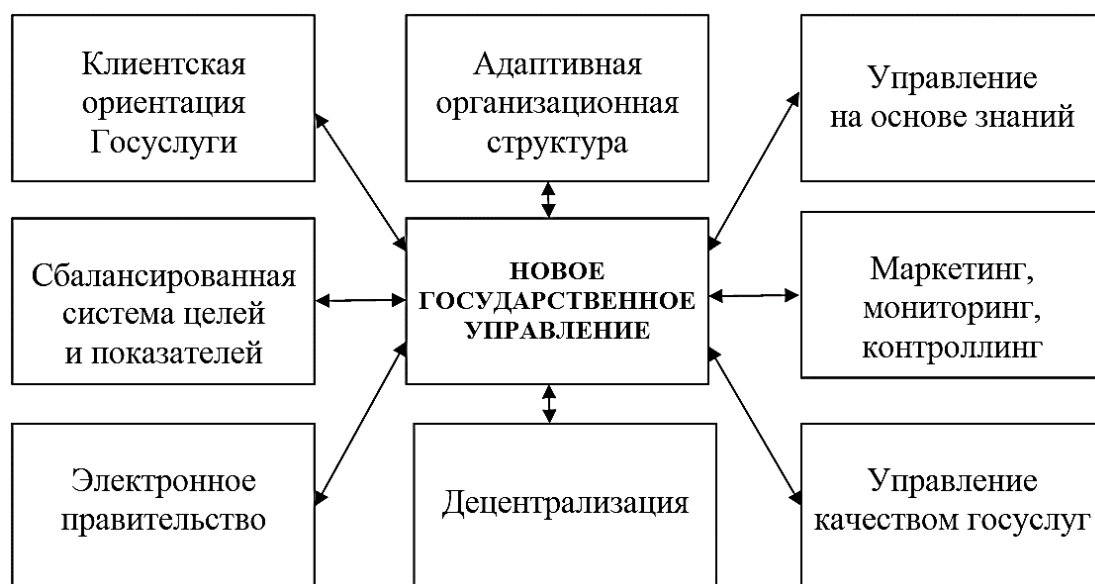 Клиентская
ориентация
Госуслуги
Адаптивная
организационная
структура
Управление
на основе знаний
Сбалансированная
система целей
и показателей
НОВОЕ
ГОСУДАРСТВЕННОЕ
УПРАВЛЕНИЕ
Маркетинг,
мониторинг,
контроллинг
Электронное
правительство
Децентрализация
Управление
качеством госуслуг